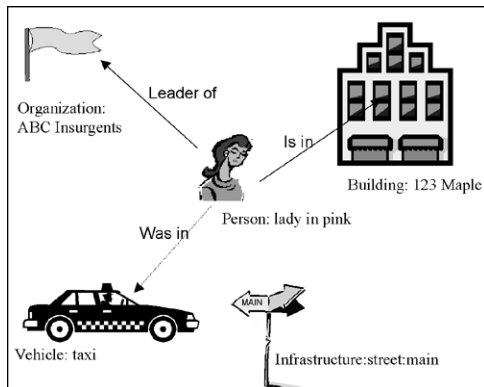 Organization:
ABC Insurgents
Leader of
Is in
Building: 123 Maple
Person: lady in pink
Was in
Vehicle: taxi
MAIN
Infrastructure:street:main